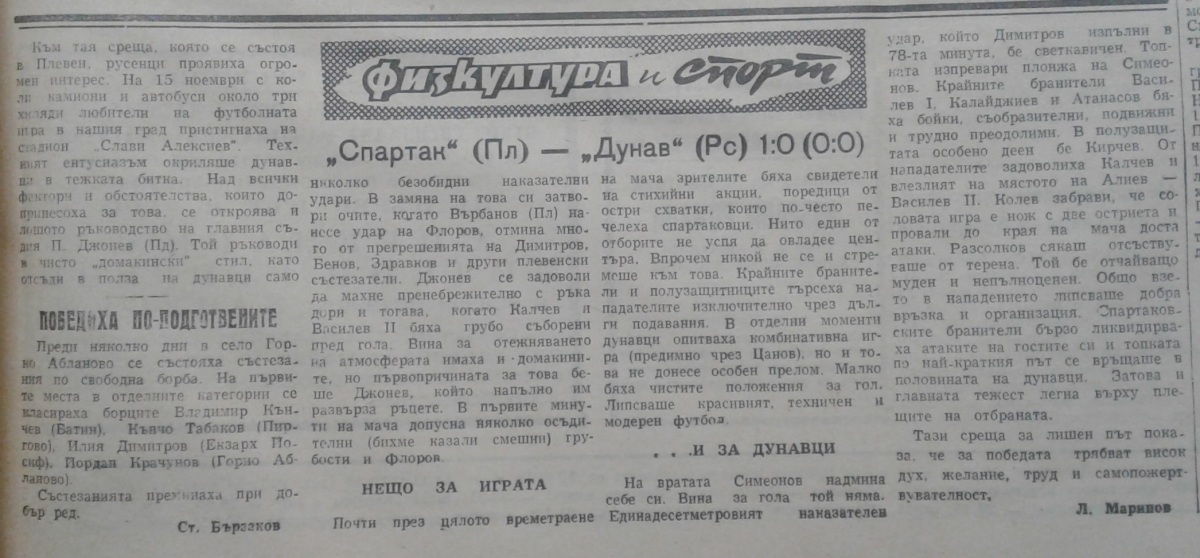 физкултура и спорт
„Спартак“ (Пл) — „Дунав“ (Рс) 1:0 (0:0)
Към тая среща, която се състоя
в Плевен, русенци проявиха огро-
мен интерес. На 15 ноември с ко-
ли камиони и автобуси около три
хиляди любители на футболната
игра в нашия град пристигнаха на
стадион „Слави Алексиев“. Тех-
ният ентусиазъм окриляше дунав-
ци в тежката битка. Над всички
фактори и обстоятелства, които до-
принесоха за това, се откроява и
лошото ръководство на главния съ-
дия П. Джонев (Пд). Той ръководи
в чисто „домакински“ стил, като
отсъди в полза на дунавци само
няколко безобидни наказателни
удари. В замяна на това си затво-
ри очите, когато Върбанов (Пл) на-
несе удар на Флоров, отмина мно-
го от прегрешенията на Димитров,
Бенов, Здравков и други плевенски
състезатели. Джонев се задоволи
да махне пренебрежително с ръка
дори и тогава, когато Калчев и
Василев II бяха грубо съборени
пред гола. Вина за отежняването
на атмосферата имаха и домакини-
те, но първопричината за това бе-
ше Джонев, който напълно им
развърза ръцете. В първите мину-
ти на мача допусна няколко осъди-
телни (бихме казали смешни) гру-
бости и Флоров.
НЕЩО ЗА ИГРАТА
Почти през цялото времетраене
на мача зрителите бяха свидетели
на стихийни акции, поредици от
остри схватки, които по-често пе-
челеха спартаковци. Нито един от
отборите не успя да овладее цен-
търа. Впрочем никой не се и стре-
меше към това. Крайните браните-
ли и полузащитниците търсеха на-
падателите изключително чрез дъл-
ги подавания. В отделни моменти
дунавци опитваха комбинативна иг-
ра (предимно чрез Цанов), но и то-
ва не донесе особен прелом. Малко
бяха чистите положения за гол.
Липсваше красивият, техничен и
модерен футбол.
. . .И ЗА ДУНАВЦИ
На вратата Симеонов надмина
себе си. Вина за гола той няма.
Единадесетметровият наказателен
удар, който Димитров изпълни в
78-та минута, бе светкавичен. Топ-
ката изпревари плонжа на Симео-
нов. Крайните бранители Васи-
лев I, Калайджиев и Атанасов бя-
ха бойки, съобразителни, подвижни
и трудно преодолими. В полузащи-
тата особено деен бе Кирчев. От
нападателите задоволиха Калчев и
влезлият на мястото на Алиев —
Василев II. Колев забрави, че со-
ловата игра е нож с две остриета и
провали до края на мача доста
атаки. Разсолков сякаш отсъству-
ваше от терена. Той бе отчайващо
муден и непълноценен. Общо взе-
нато в нападението липсваше добра
връзка и организация. Спартаков-
ските бранители бързо ликвидирва-
ха атаките на гостите си и топката
по най-краткия път се връщаше в
половината на дунавци. Затова и
главната тежест легна върху пле-
щите на отбраната.
Тази среща за лишен път пока-
за, че за победата трябват висок
дух, желание, труд и самопожерт-
вувателност,
Л. Маринов
ПОБЕДИХА ПО-ПОДГОТВЕНИТЕ
Преди няколко дни в село Гор-
но Абланово се състояха състеза-
ния по свободна борба. На първи-
те места в отделните категории се
класираха борците Владимир Кън-
чев (Батин), Кънчо Табаков (Пир-
гово), Илия Димитров (Екзарх Йо-
сиф), Йордан Крачунов (Горно Аб-
ланово).
Състезанията преминаха при до-
бър ред.
Ст. Бързаков